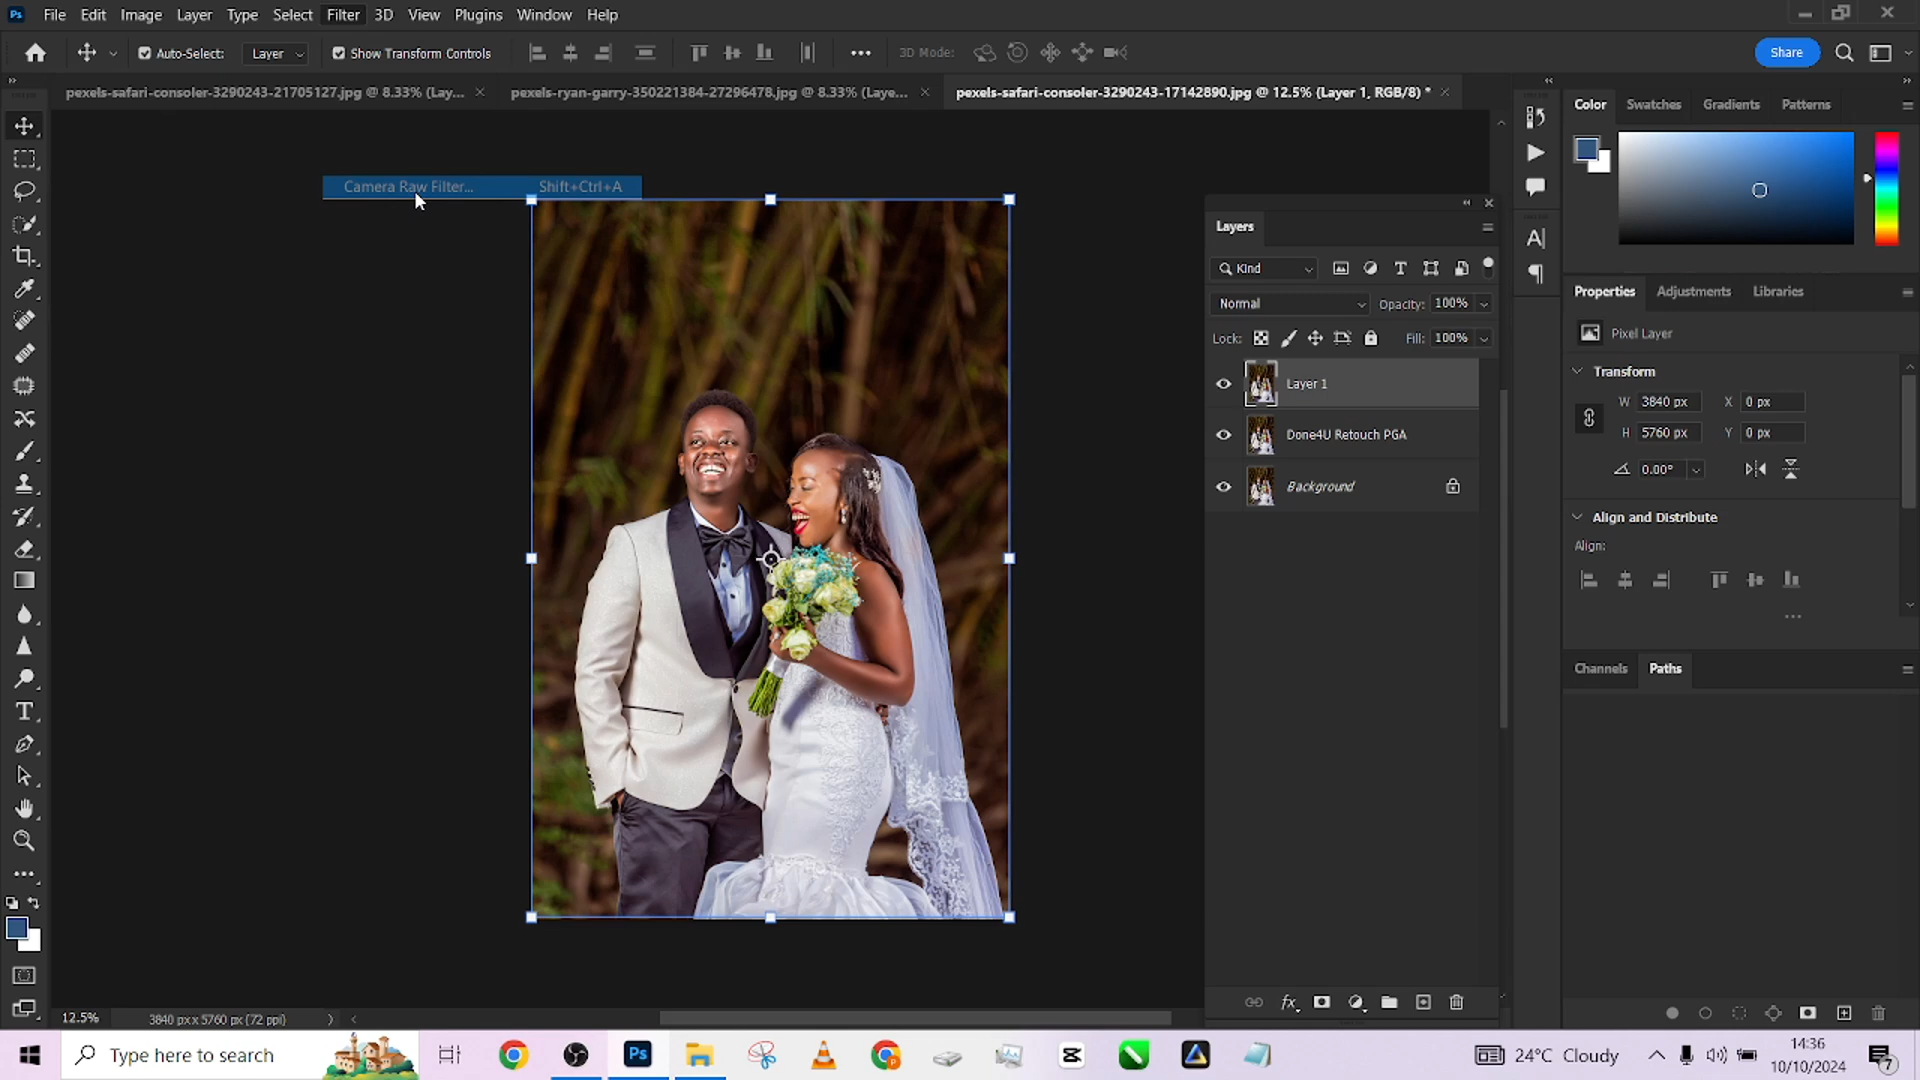 Ps File Edit Image Layer Type Select Filter 3D View Plugins Window Help
Auto-Select: Layer Show Transform Controls 3D Mode: Share
pexels-safari-consoler-3290243-21705127.jpg @ 8.33% (Lay... pexels-ryan-garry-350221384-27296478.jpg @ 8.33% (Laye... pexels-safari-consoler-3290243-17142890.jpg @ 12.5% (Layer 1, RGB/8) *
Camera Raw Filter... Shift+Ctrl+A
Layers
Kind
Normal Opacity: 100%
Lock: Fill: 100%
Layer 1
Done4U Retouch PGA
Background
fx
Color Swatches Gradients Patterns
Properties Adjustments Libraries
Pixel Layer
Transform
W 3840 px X 0 px
H 5760 px Y 0 px
0.00°
Align and Distribute
Align:
Channels Paths
12.5% 3840 px x 5760 px (72 ppi)
Type here to search
Ps
24°C Cloudy
14:36
10/10/2024
7